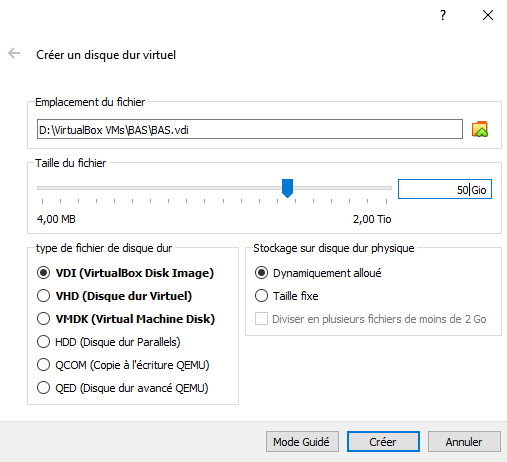 ?
Créer un disque dur virtuel
Emplacement du fichier
D:\VirtualBox VMs\BAS\BAS.vdi
Taille du fichier
50 Gio
4,00 MB
2,00 Tio
type de fichier de disque dur
VDI (VirtualBox Disk Image)
VHD (Disque dur Virtuel)
VMDK (Virtual Machine Disk)
HDD (Disque dur Parallels)
QCOM (Copie à l'écriture QEMU)
QED (Disque dur avancé QEMU)
Stockage sur disque dur physique
Dynamiquement alloué
Taille fixe
Diviser en plusieurs fichiers de moins de 2 Go
Mode Guidé
Créer
Annuler